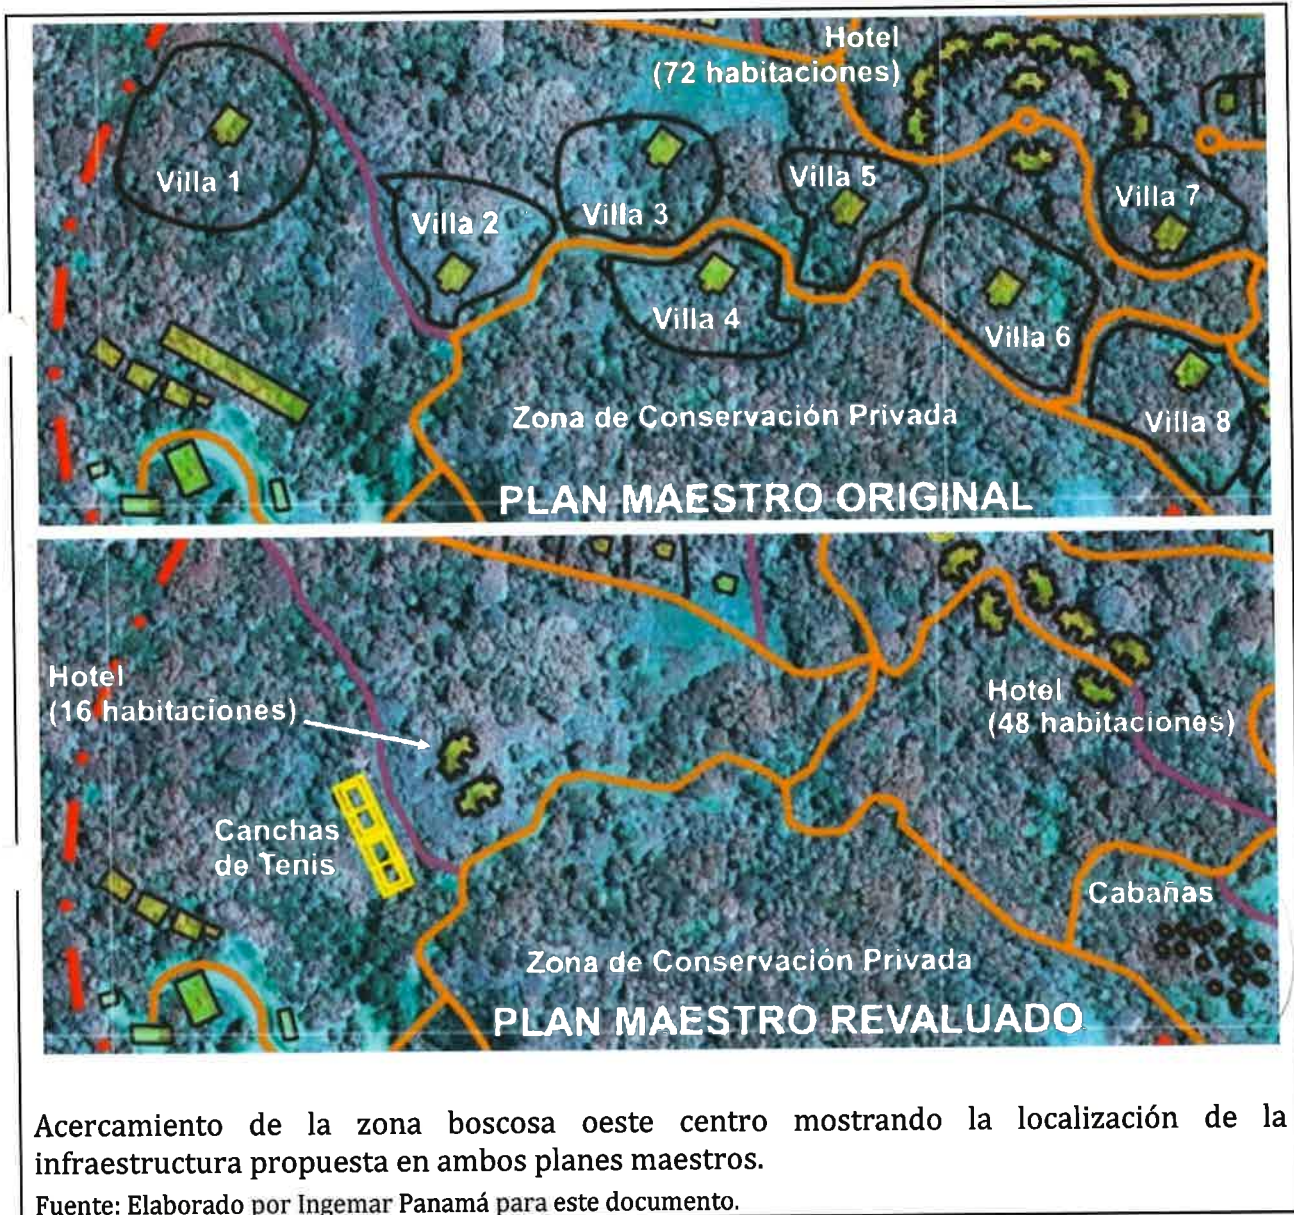 Hotel
(72 habitaciones)
Villa 1
Villa 2
Villa 3
Villa 4
Villa 5
Villa 6
Villa 7
Villa 8
Zona de Conservación Privada
PLAN MAESTRO ORIGINAL
Hotel
(16 habitaciones)
Hotel
(48 habitaciones)
Canchas
de Tenis
Cabañas
Zona de Conservación Privada
PLAN MAESTRO REVALUADO
Acercamiento de la zona boscosa oeste centro mostrando la localización de la
infraestructura propuesta en ambos planes maestros.
Fuente: Elaborado por Ingemar Panamá para este documento.